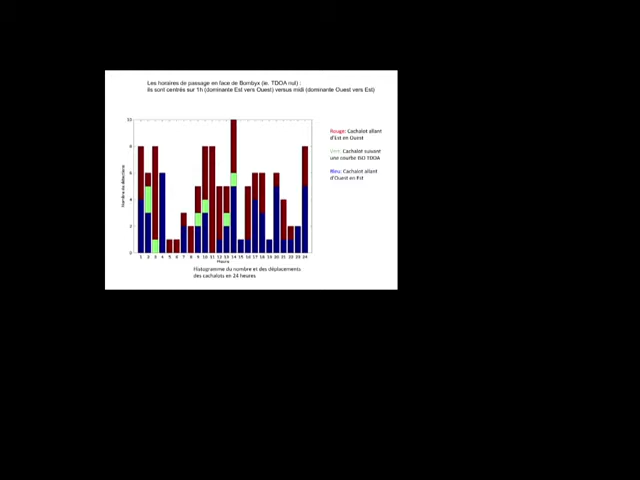 Les horaires de passage en face de Bombyx (ie. TDOA nul) :
ils sont centrés sur 1h (dominante Est vers Ouest) versus midi (dominante Ouest vers Est)
10
8
6
4
2
0
Nombre de détections
1 2 3 4 5 6 7 8 9 10 11 12 13 14 15 16 17 18 19 20 21 22 23 24
Heure
Rouge: Cachalot allant
d'Est en Ouest
Vert: Cachalot suivant
une courbe ISO TDOA
Bleu: Cachalot allant
d'Ouest en Est
Histogramme du nombre et des déplacements
des cachalots en 24 heures